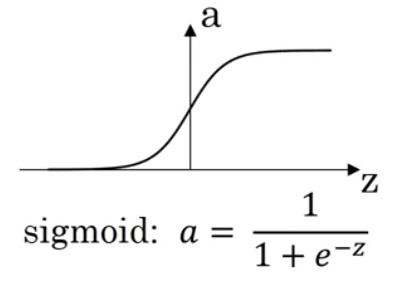 a
z
sigmoid: a = 1 / (1 + e^{-z})